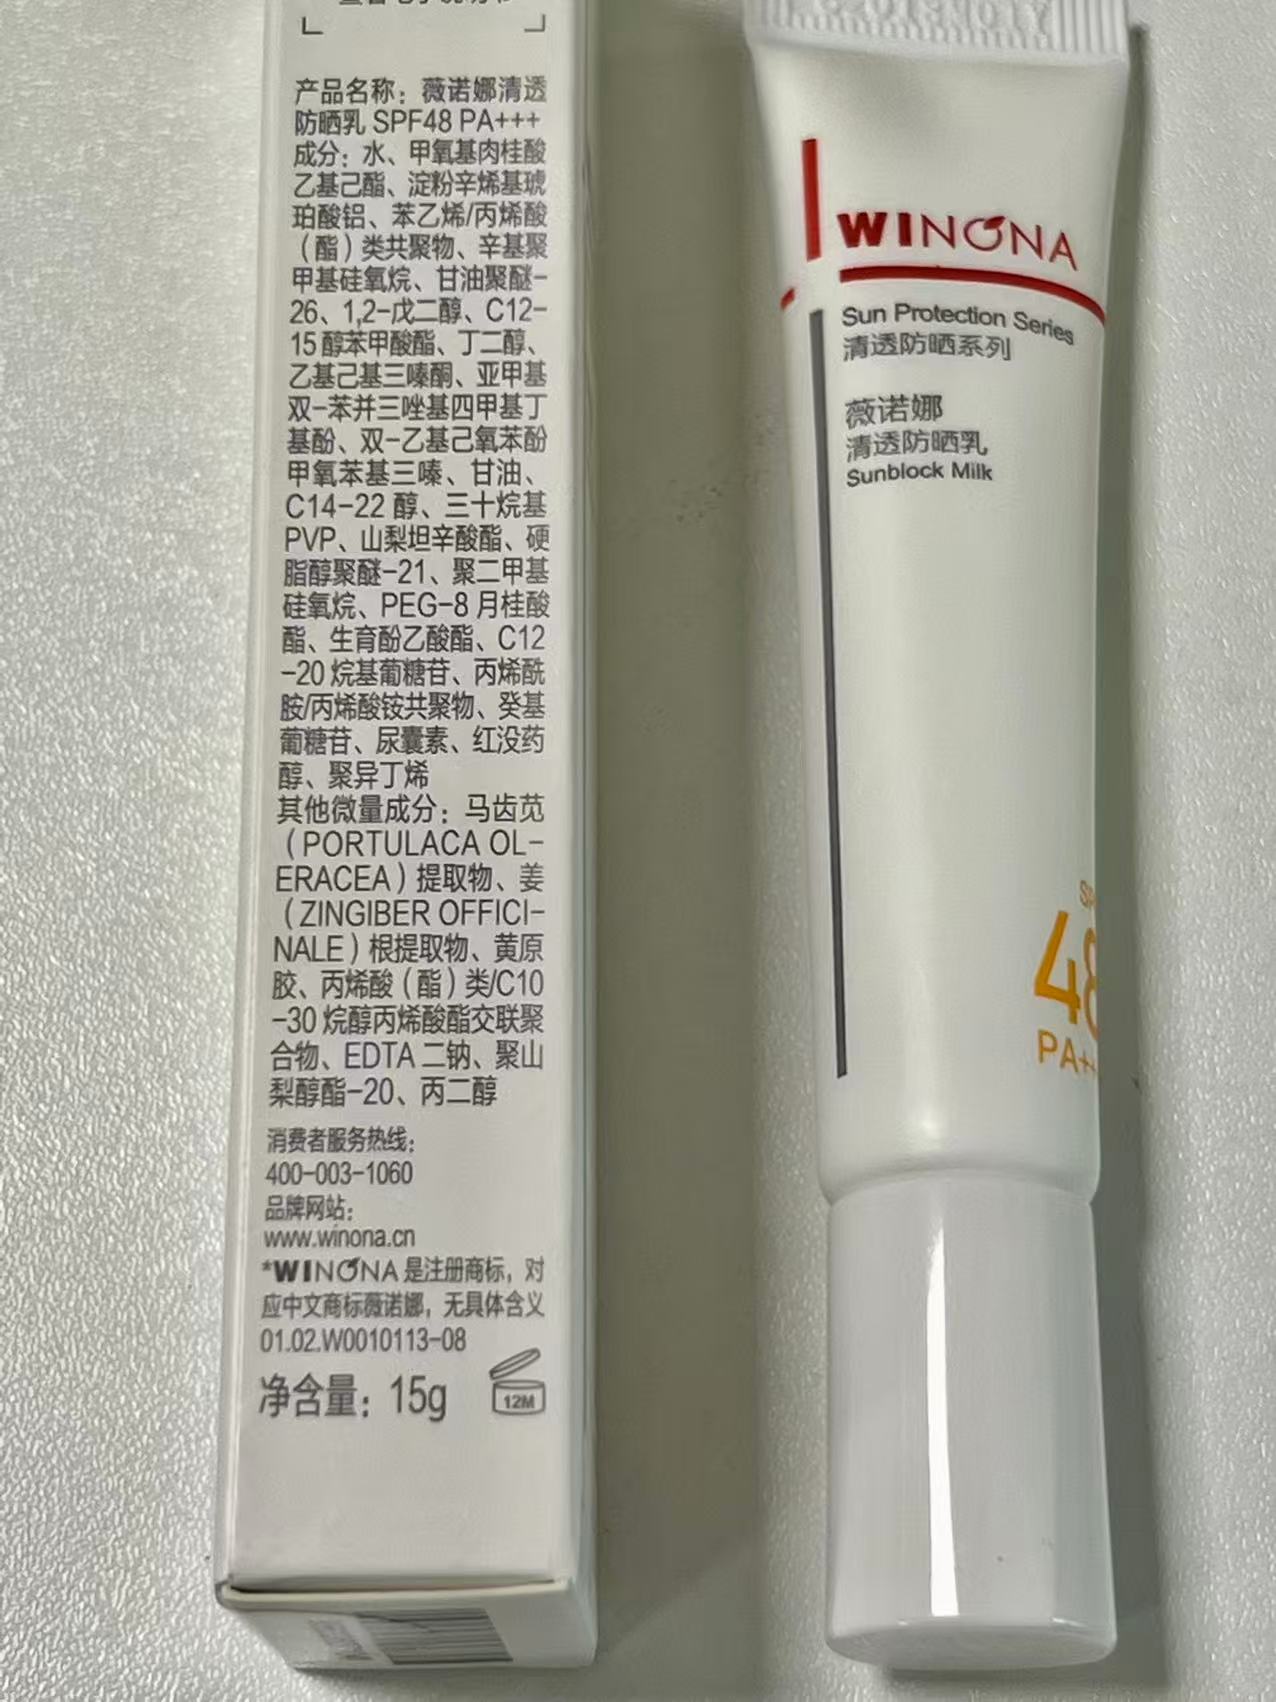 产品名称：薇诺娜清透
防晒乳 SPF48 PA+++
成分：水、甲氧基肉桂酸
乙基己酯、淀粉辛烯基琥
珀酸铝、苯乙烯/丙烯酸
（酯）类共聚物、辛基聚
甲基硅氧烷、甘油聚醚-
26、1,2-戊二醇、C12-
15醇苯甲酸酯、丁二醇、
乙基己基三嗪酮、亚甲基
双-苯并三唑基四甲基丁
基酚、双-乙基己氧苯酚
甲氧苯基三嗪、甘油、
C14-22 醇、三十烷基
PVP、山梨坦辛酸酯、硬
脂醇聚醚-21、聚二甲基
硅氧烷、PEG-8 月桂酸
酯、生育酚乙酸酯、C12
-20 烷基葡糖苷、丙烯酰
胺/丙烯酸铵共聚物、癸基
葡糖苷、尿囊素、红没药
醇、聚异丁烯
其他微量成分：马齿苋
（PORTULACA OL-
ERACEA）提取物、姜
（ZINGIBER OFFICI-
NALE）根提取物、黄原
胶、丙烯酸（酯）类/C10
-30 烷醇丙烯酸酯交联聚
合物、EDTA 二钠、聚山
梨醇酯-20、丙二醇
消费者服务热线：
400-003-1060
品牌网站：
www.winona.cn
*WINONA 是注册商标，对
应中文商标薇诺娜，无具体含义
01.02.W0010113-08
净含量：15g
12M
WINONA
Sun Protection Series
清透防晒系列
薇诺娜
清透防晒乳
Sunblock Milk
48
PA++